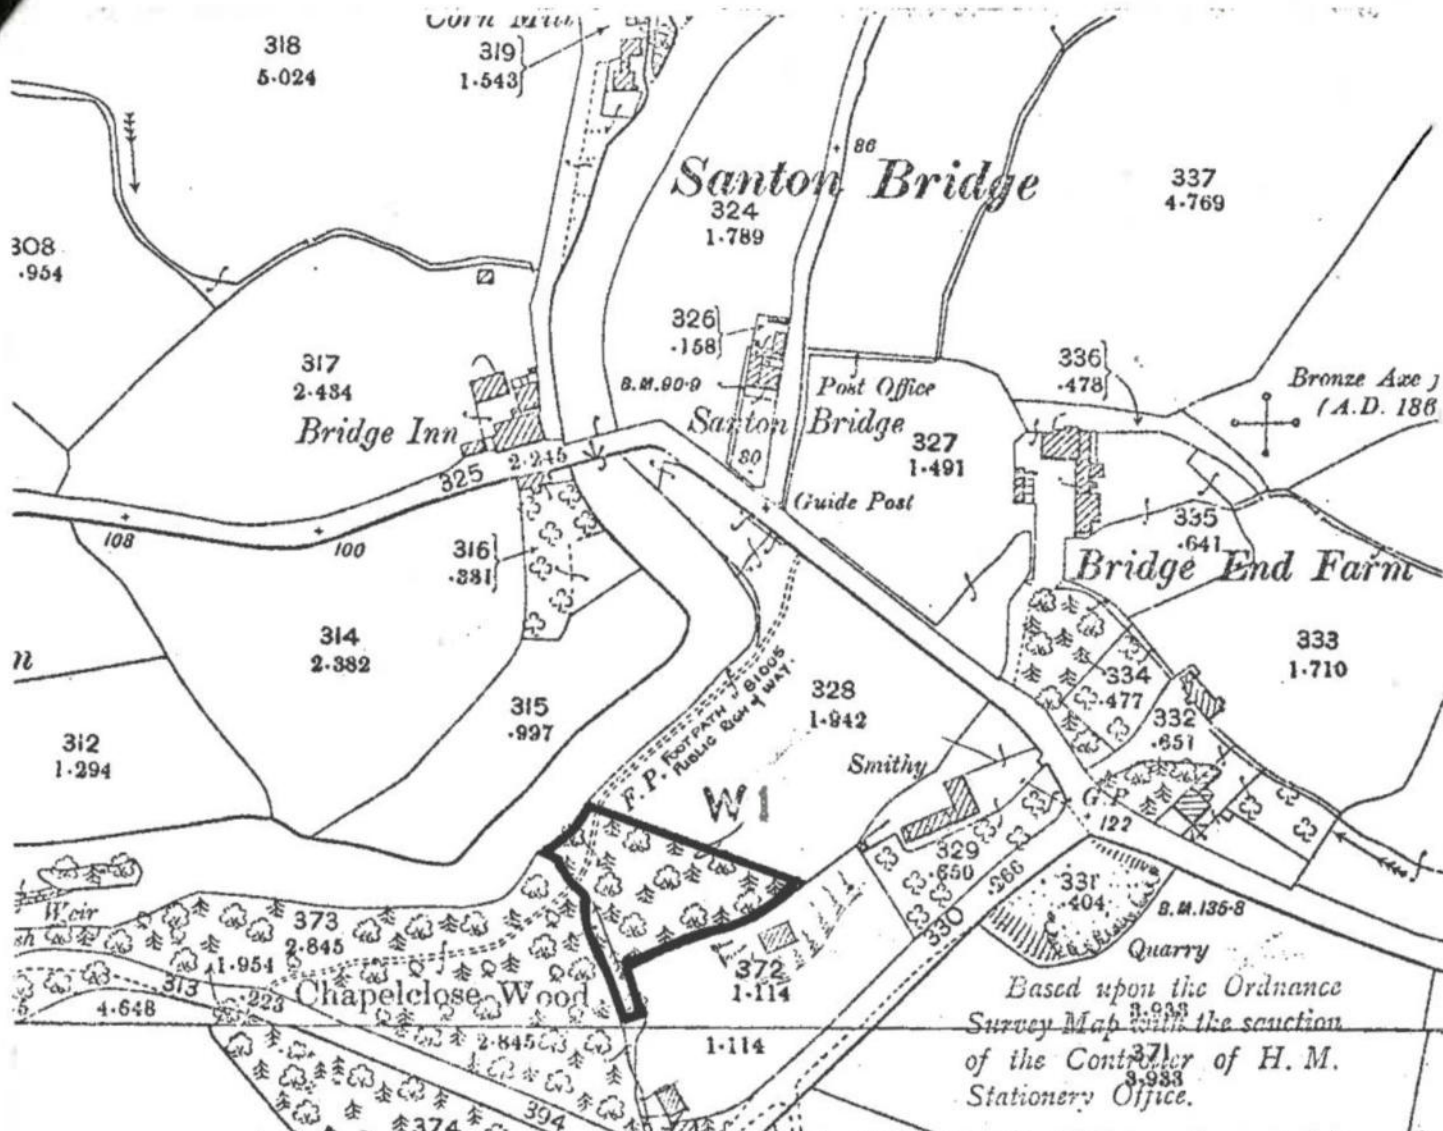 Corn Mill
318
5·024
319
1·543
86
Santon Bridge
324
1·789
337
4·769
308
·954
326
·158
317
2·434
336
·478
B.M.90·9
Post Office
Bronze Axe
(A.D. 186
Bridge Inn
Santon Bridge
327
1·491
325
2·245
80
Guide Post
108
100
316
·381
335
·641
Bridge End Farm
314
2·382
n
333
1·710
334
·477
328
1·942
315
·997
332
·651
312
1·294
F.P. FOOTPATH 81005
PUBLIC RIGHT of WAY.
Smithy
W1
G.P.
122
329
·650
·266
331
·404
330
B.M.135·8
Weir
sh
373
2·845
Quarry
1·954
313
·223
Chapelclose Wood
372
1·114
4·648
Based upon the Ordnance
3·933
Survey Map with the sanction
2·845
1·114
371
of the Controller of H. M.
3·933
Stationery Office.
394
374